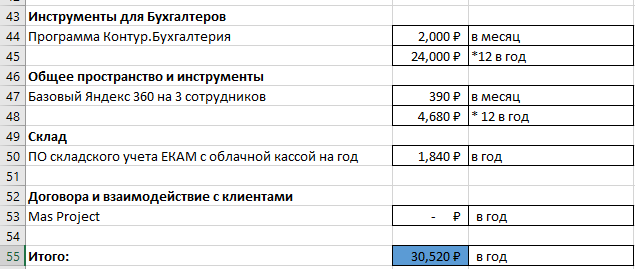 43 Инструменты для Бухгалтеров
44 Программа Контур.Бухгалтерия 2,000 ₽ в месяц
45 24,000 ₽ *12 в год
46 Общее пространство и инструменты
47 Базовый Яндекс 360 на 3 сотрудников 390 ₽ в месяц
48 4,680 ₽ * 12 в год
49 Склад
50 ПО складского учета ЕКАМ с облачной кассой на год 1,840 ₽ в год
51
52 Договора и взаимодействие с клиентами
53 Mas Project - ₽ в год
54
55 Итого: 30,520 ₽ в год